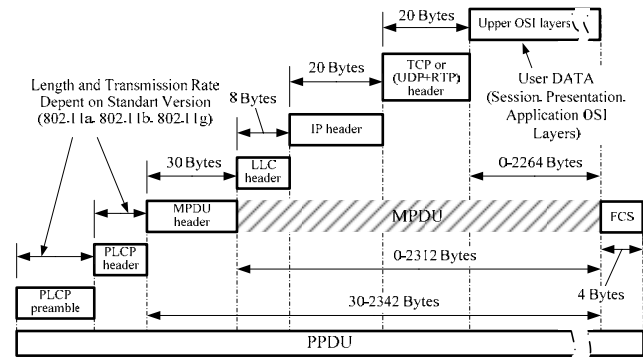 20 Bytes
Upper OSI layers
Length and Transmission Rate
Depent on Standart Version
(802.11a. 802.11b. 802.11g)
20 Bytes
TCP or
(UDP+RTP)
header
User DATA
(Session. Presentation.
Application OSI
Layers)
8 Bytes
IP header
30 Bytes
LLC
header
0-2264 Bytes
MPDU
header
MPDU
FCS
PLCP
header
0-2312 Bytes
PLCP
preamble
30-2342 Bytes
4 Bytes
PPDU